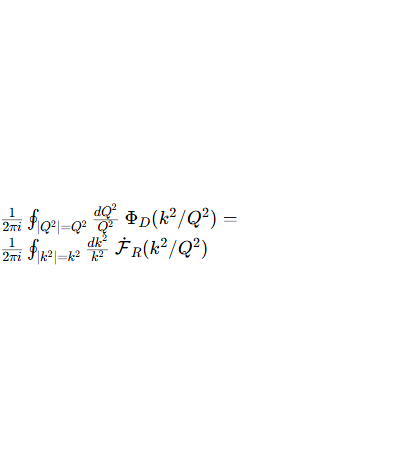 \frac{1}{2\pi i} \oint_{|Q^2|=Q^2} \frac{dQ^2}{Q^2} \, \Phi_D(k^2/Q^2) =
\frac{1}{2\pi i} \oint_{|k^2|=k^2} \frac{dk^2}{k^2} \, \dot{\mathcal{F}}_R(k^2/Q^2)